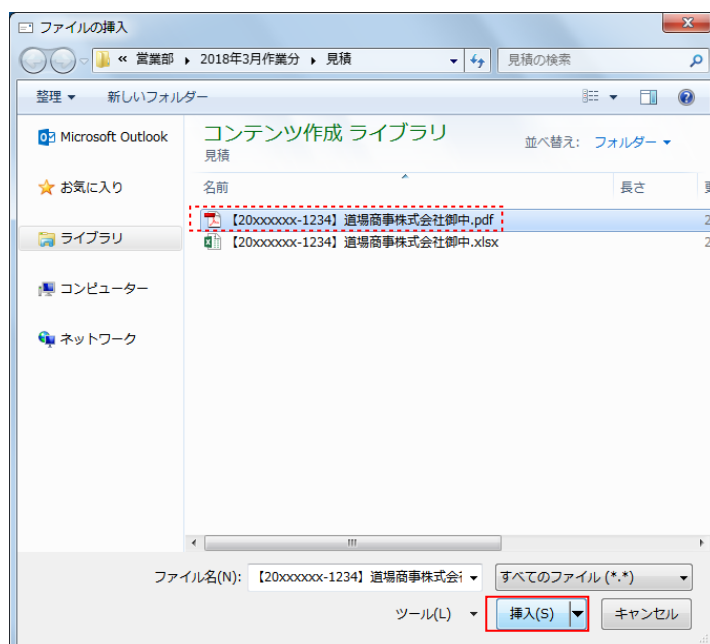 ファイルの挿入
« 営業部 ▸ 2018年3月作業分 ▸ 見積
見積の検索
整理 ▼ 新しいフォルダー
Microsoft Outlook
お気に入り
ライブラリ
コンピューター
ネットワーク
コンテンツ作成 ライブラリ
見積
並べ替え: フォルダー ▼
名前 長さ
【20xxxxxx-1234】道場商事株式会社御中.pdf
【20xxxxxx-1234】道場商事株式会社御中.xlsx
ファイル名(N): 【20xxxxxx-1234】道場商事株式会 すべてのファイル (*.*)
ツール(L) ▼ 挿入(S) キャンセル